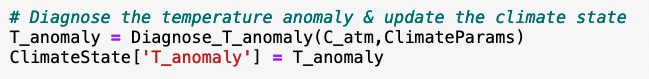 # Diagnose the temperature anomaly & update the climate state
T_anomaly = Diagnose_T_anomaly(C_atm,ClimateParams)
ClimateState['T_anomaly'] = T_anomaly